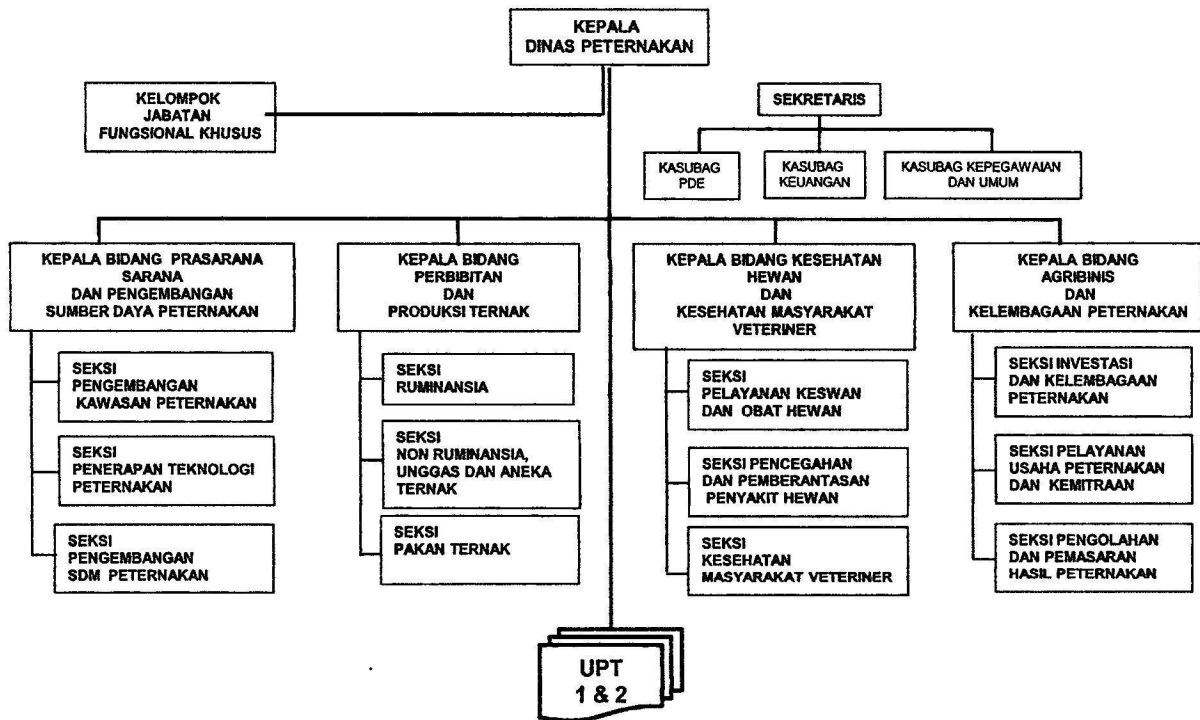 KEPALA
DINAS PETERNAKAN
KELOMPOK
JABATAN
FUNGSIONAL KHUSUS
SEKRETARIS
KASUBAG
PDE
KASUBAG
KEUANGAN
KASUBAG KEPEGAWAIAN
DAN UMUM
KEPALA BIDANG PRASARANA
SARANA
DAN PENGEMBANGAN
SUMBER DAYA PETERNAKAN
SEKSI
PENGEMBANGAN
KAWASAN PETERNAKAN
SEKSI
PENERAPAN TEKNOLOGI
PETERNAKAN
SEKSI
PENGEMBANGAN
SDM PETERNAKAN
KEPALA BIDANG
PERBIBITAN
DAN
PRODUKSI TERNAK
SEKSI
RUMINANSIA
SEKSI
NON RUMINANSIA,
UNGGAS DAN ANEKA
TERNAK
SEKSI
PAKAN TERNAK
KEPALA BIDANG KESEHATAN
HEWAN
DAN
KESEHATAN MASYARAKAT
VETERINER
SEKSI
PELAYANAN KESWAN
DAN OBAT HEWAN
SEKSI PENCEGAHAN
DAN PEMBERANTASAN
PENYAKIT HEWAN
SEKSI
KESEHATAN
MASYARAKAT VETERINER
KEPALA BIDANG
AGRIBINIS
DAN
KELEMBAGAAN PETERNAKAN
SEKSI INVESTASI
DAN KELEMBAGAAN
PETERNAKAN
SEKSI PELAYANAN
USAHA PETERNAKAN
DAN KEMITRAAN
SEKSI PENGOLAHAN
DAN PEMASARAN
HASIL PETERNAKAN
UPT
1 & 2